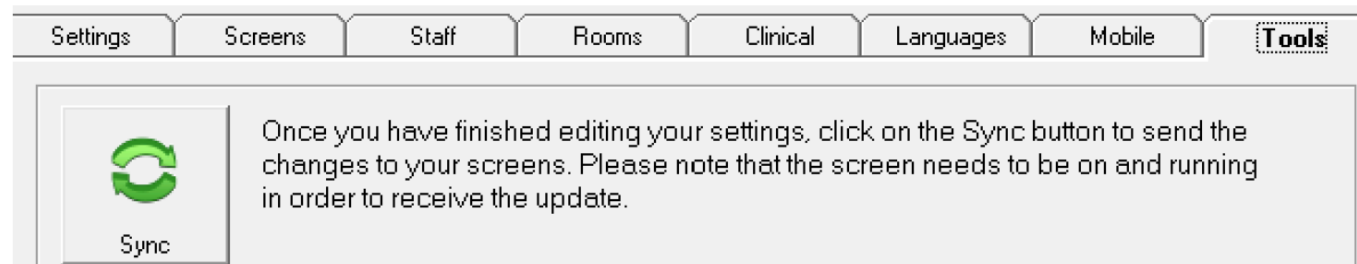 Settings Screens Staff Rooms Clinical Languages Mobile Tools
Once you have finished editing your settings, click on the Sync button to send the
changes to your screens. Please note that the screen needs to be on and running
in order to receive the update.
Sync